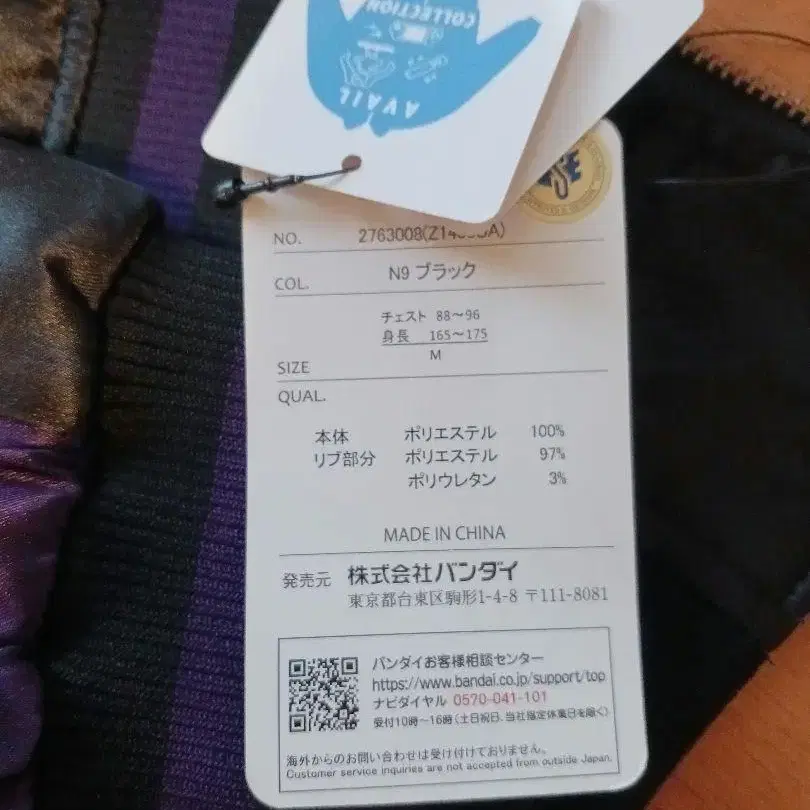 COLLECTION
AVAIL
NO. 2763008(Z14
COL. N9 ブラック
チェスト 88〜96
身長 165〜175
SIZE M
QUAL.
本体 ポリエステル 100%
リブ部分 ポリエステル 97%
ポリウレタン 3%
MADE IN CHINA
発売元 株式会社バンダイ
東京都台東区駒形1-4-8 〒111-8081
バンダイお客様相談センター
https://www.bandai.co.jp/support/top
ナビダイヤル 0570-041-101
受付10時〜16時(土日祝日、当社指定休業日を除く)
海外からのお問い合わせは受け付けておりません。
Customer service inquiries are not accepted from outside Japan.